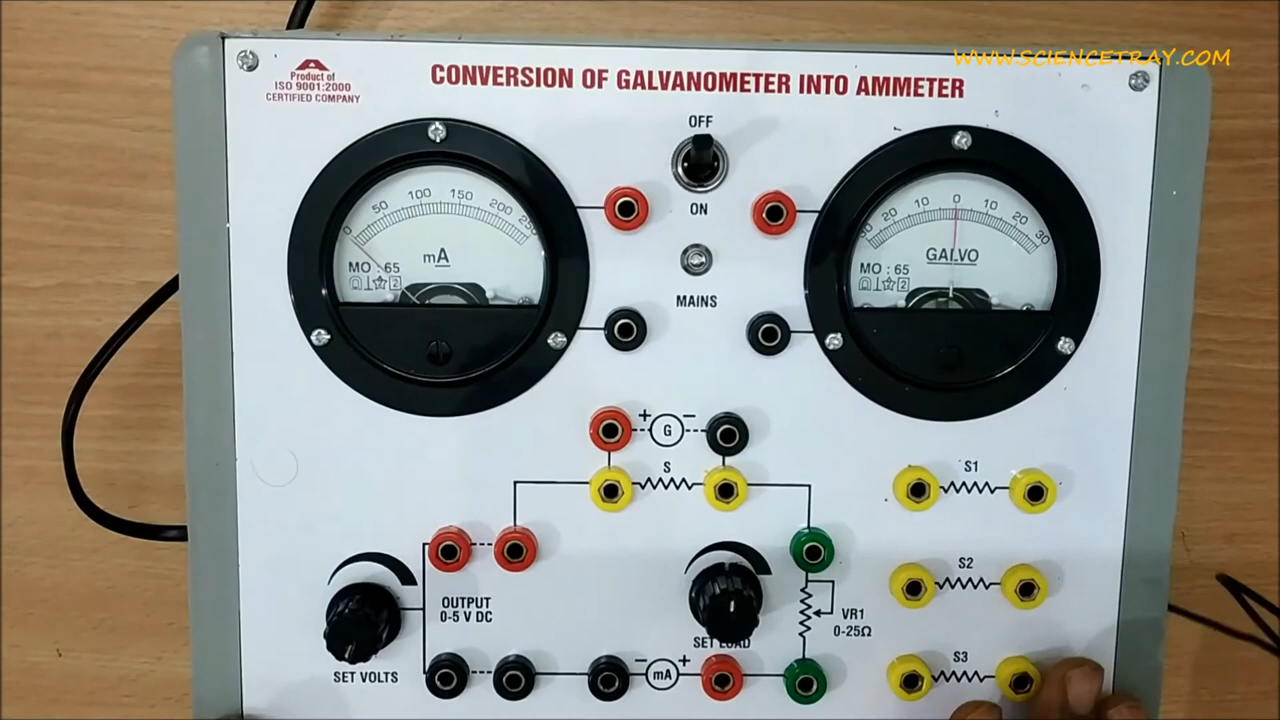 WWW.SCIENCETRAY.COM
A
Product of
ISO 9001:2000
CERTIFIED COMPANY
CONVERSION OF GALVANOMETER INTO AMMETER
OFF
ON
MAINS
0 50 100 150 200 250
mA
MO : 65
2
30 20 10 0 10 20 30
GALVO
MO : 65
2
+ G −
S
S1
S2
S3
OUTPUT
0-5 V DC
SET VOLTS
SET LOAD
VR1
0-25Ω
− mA +